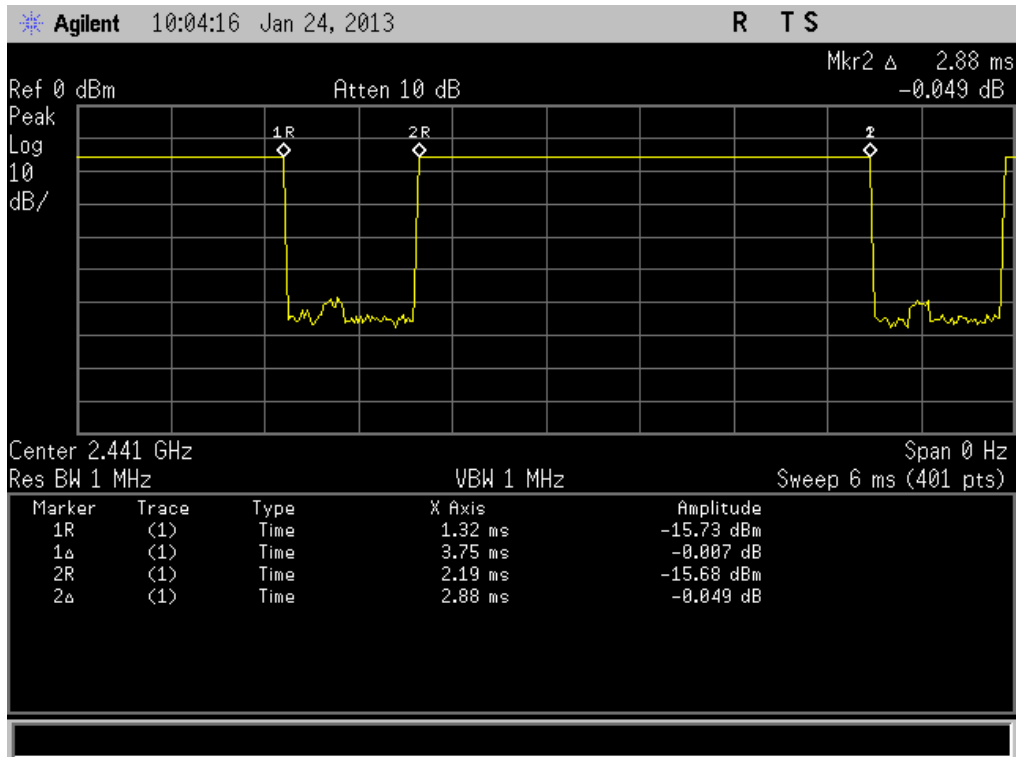 Agilent 10:04:16 Jan 24, 2013 R T S
Mkr2 Δ 2.88 ms
Ref 0 dBm Atten 10 dB -0.049 dB
Peak
Log
10
dB/
1R 2R 2
Center 2.441 GHz Span 0 Hz
Res BW 1 MHz VBW 1 MHz Sweep 6 ms (401 pts)
Marker Trace Type X Axis Amplitude
1R (1) Time 1.32 ms -15.73 dBm
1Δ (1) Time 3.75 ms -0.007 dB
2R (1) Time 2.19 ms -15.68 dBm
2Δ (1) Time 2.88 ms -0.049 dB